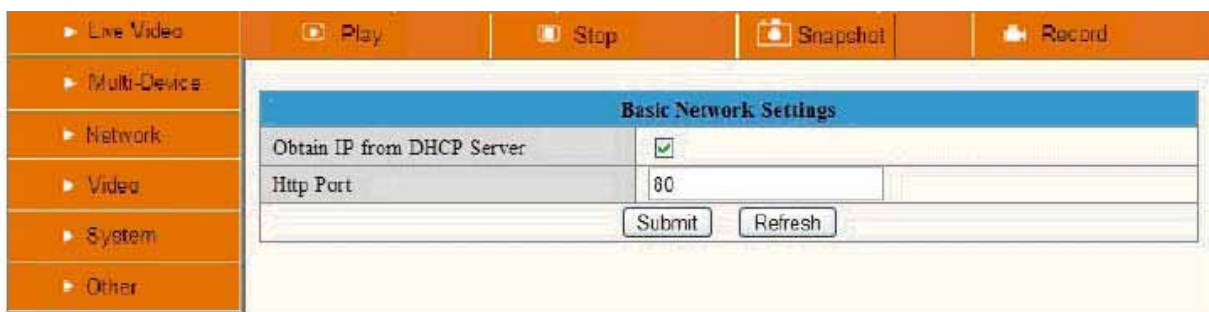 Live Video
Play
Stop
Snapshot
Record
Multi-Device
Network
Video
System
Other
Basic Network Settings
Obtain IP from DHCP Server
Http Port
80
Submit
Refresh